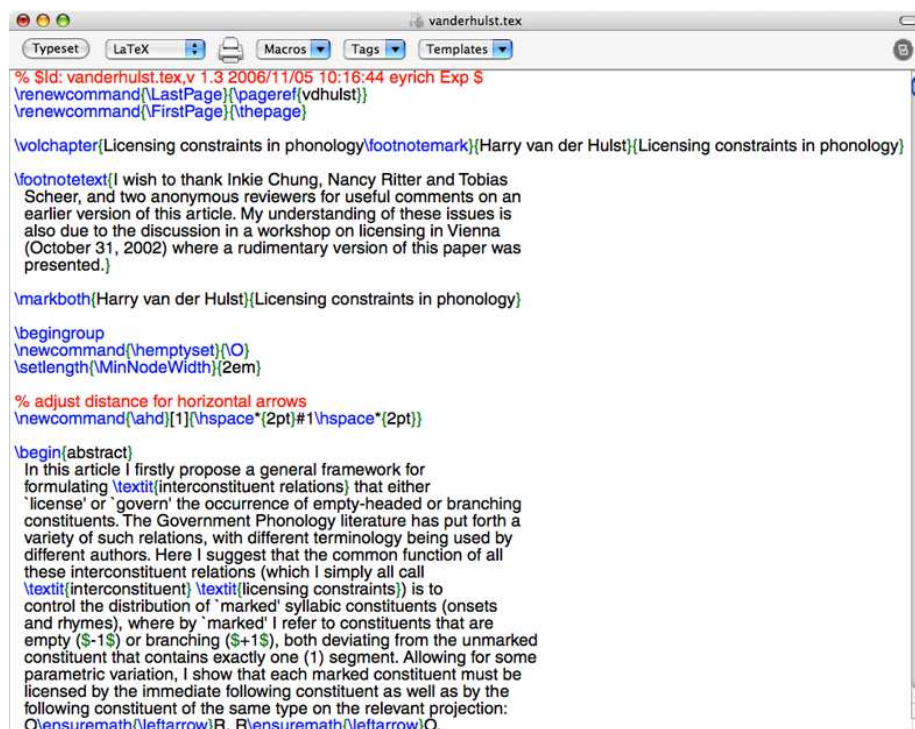 vanderhulst.tex
Typeset LaTeX Macros Tags Templates
% $Id: vanderhulst.tex,v 1.3 2006/11/05 10:16:44 eyrich Exp $
\renewcommand{\LastPage}{\pageref{vdhulst}}
\renewcommand{\FirstPage}{\thepage}
\volchapter{Licensing constraints in phonology\footnotemark}{Harry van der Hulst}{Licensing constraints in phonology}
\footnotetext{I wish to thank Inkie Chung, Nancy Ritter and Tobias
Scheer, and two anonymous reviewers for useful comments on an
earlier version of this article. My understanding of these issues is
also due to the discussion in a workshop on licensing in Vienna
(October 31, 2002) where a rudimentary version of this paper was
presented.}
\markboth{Harry van der Hulst}{Licensing constraints in phonology}
\begingroup
\newcommand{\hemptyset}{\O}
\setlength{\MinNodeWidth}{2em}
% adjust distance for horizontal arrows
\newcommand{\ahd}[1]{\hspace*{2pt}#1\hspace*{2pt}}
\begin{abstract}
In this article I firstly propose a general framework for
formulating \textit{interconstituent relations} that either
`license' or `govern' the occurrence of empty-headed or branching
constituents. The Government Phonology literature has put forth a
variety of such relations, with different terminology being used by
different authors. Here I suggest that the common function of all
these interconstituent relations (which I simply all call
\textit{interconstituent} \textit{licensing constraints}) is to
control the distribution of `marked' syllabic constituents (onsets
and rhymes), where by `marked' I refer to constituents that are
empty ($-1$) or branching ($+1$), both deviating from the unmarked
constituent that contains exactly one (1) segment. Allowing for some
parametric variation, I show that each marked constituent must be
licensed by the immediate following constituent as well as by the
following constituent of the same type on the relevant projection:
O\ensuremath{\leftarrow}R, R\ensuremath{\leftarrow}O,